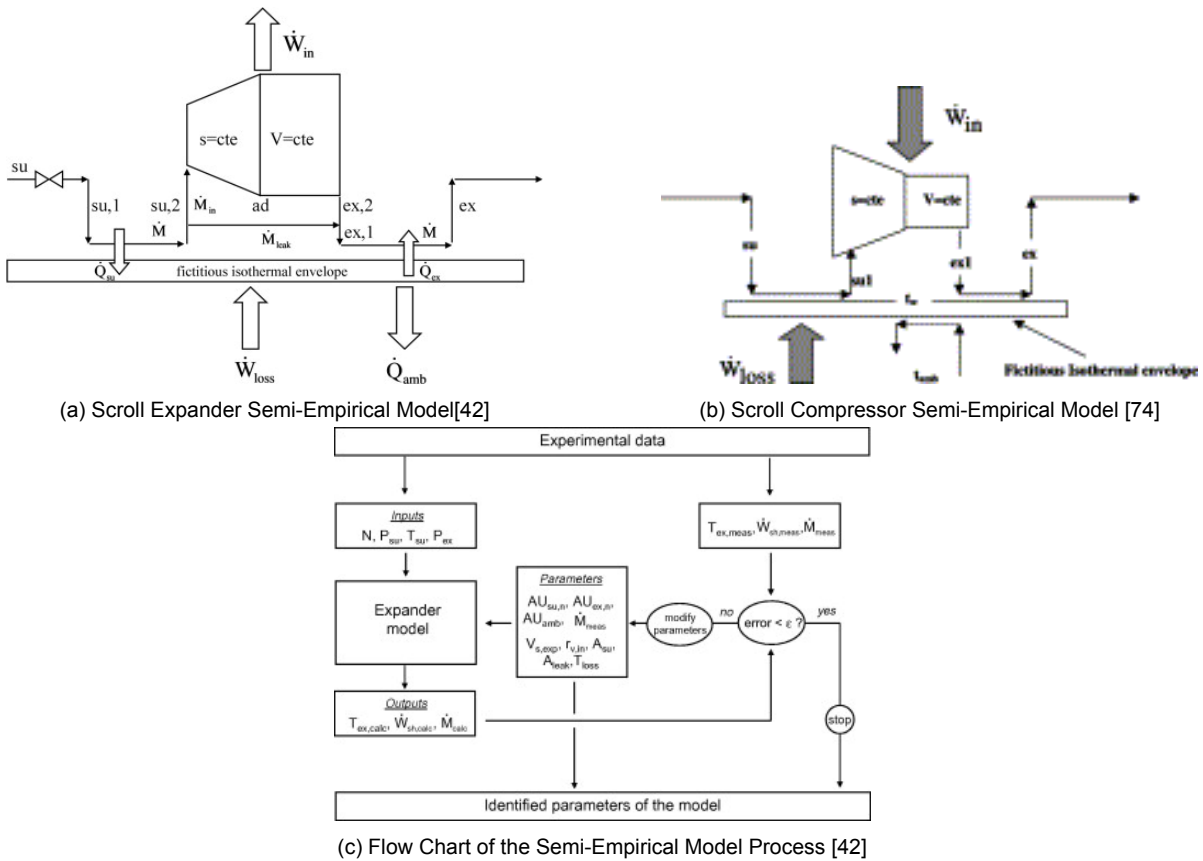 Ẇin
s=cte V=cte
su
su,1 su,2 Ṁin ad ex,2 ex
Ṁ Ṁleak ex,1 Ṁ
Q̇su fictitious isothermal envelope Q̇ex
Ẇloss Q̇amb
(a) Scroll Expander Semi-Empirical Model[42]
Ẇin
s=cte V=cte
su su1 ex1 ex
tw
Ẇloss tamb Fictitious Isothermal envelope
(b) Scroll Compressor Semi-Empirical Model [74]
Experimental data
Inputs
N, Psu, Tsu, Pex
Tex,meas, Ẇsh,meas, Ṁmeas
Expander
model
Parameters
AUsu,n, AUex,n,
AUamb, Ṁmeas
Vs,exp, rv,in, Asu,
Aleak, Tloss
modify
parameters
no
error < ε ?
yes
Outputs
Tex,calc, Ẇsh,calc, Ṁcalc
stop
Identified parameters of the model
(c) Flow Chart of the Semi-Empirical Model Process [42]